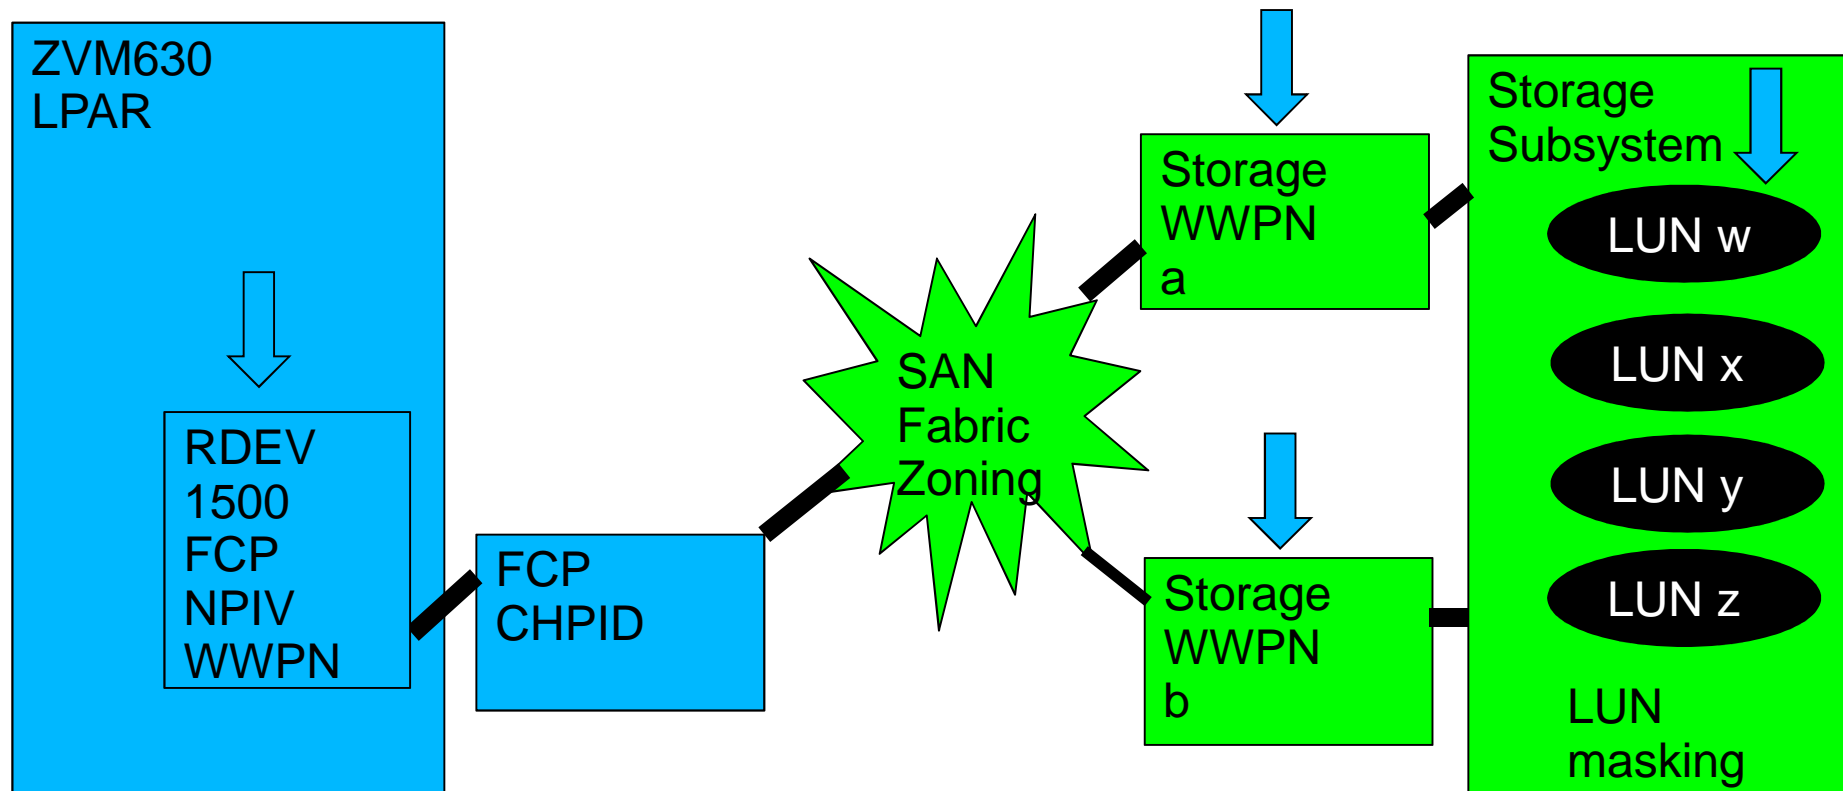 ZVM630
LPAR
RDEV
1500
FCP
NPIV
WWPN
FCP
CHPID
SAN
Fabric
Zoning
Storage
WWPN
a
Storage
WWPN
b
Storage
Subsystem
LUN w
LUN x
LUN y
LUN z
LUN
masking